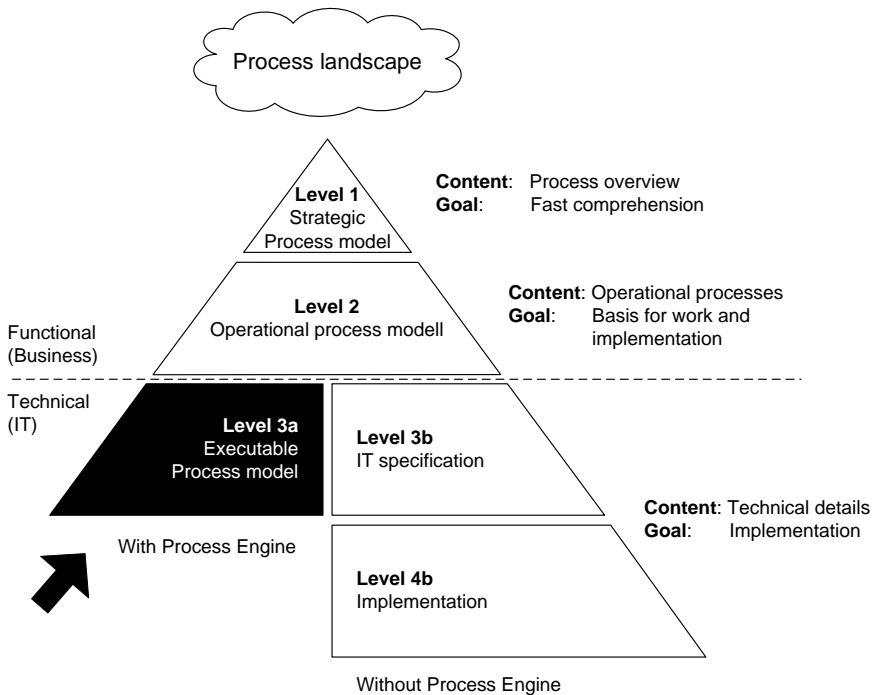 Process landscape
Level 1
Strategic
Process model
Content: Process overview
Goal: Fast comprehension
Level 2
Operational process modell
Content: Operational processes
Goal: Basis for work and
implementation
Functional
(Business)
Technical
(IT)
Level 3a
Executable
Process model
Level 3b
IT specification
Content: Technical details
Goal: Implementation
With Process Engine
Level 4b
Implementation
Without Process Engine